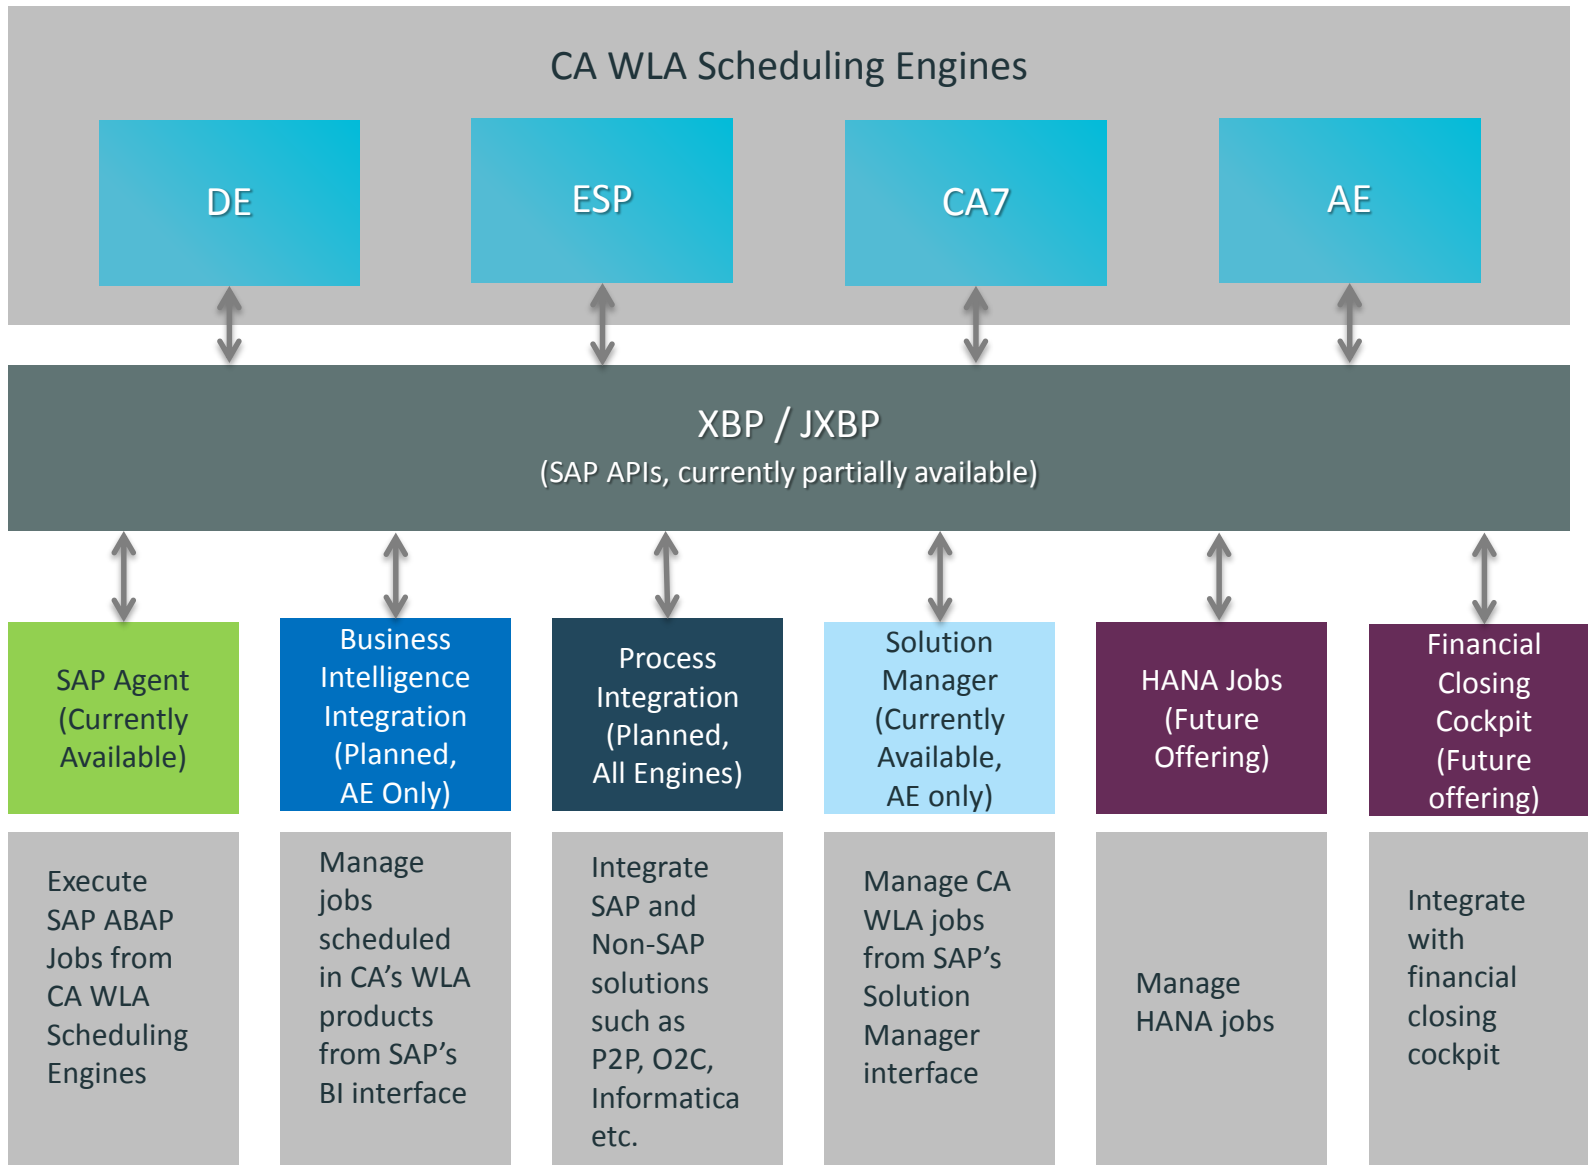 CA WLA Scheduling Engines
DE
ESP
CA7
AE
XBP / JXBP
(SAP APIs, currently partially available)
SAP Agent
(Currently
Available)
Business
Intelligence
Integration
(Planned,
AE Only)
Process
Integration
(Planned,
All Engines)
Solution
Manager
(Currently
Available,
AE only)
HANA Jobs
(Future
Offering)
Financial
Closing
Cockpit
(Future
offering)
Execute
SAP ABAP
Jobs from
CA WLA
Scheduling
Engines
Manage
jobs
scheduled
in CA’s WLA
products
from SAP’s
BI interface
Integrate
SAP and
Non-SAP
solutions
such as
P2P, O2C,
Informatica
etc.
Manage CA
WLA jobs
from SAP’s
Solution
Manager
interface
Manage
HANA jobs
Integrate
with
financial
closing
cockpit